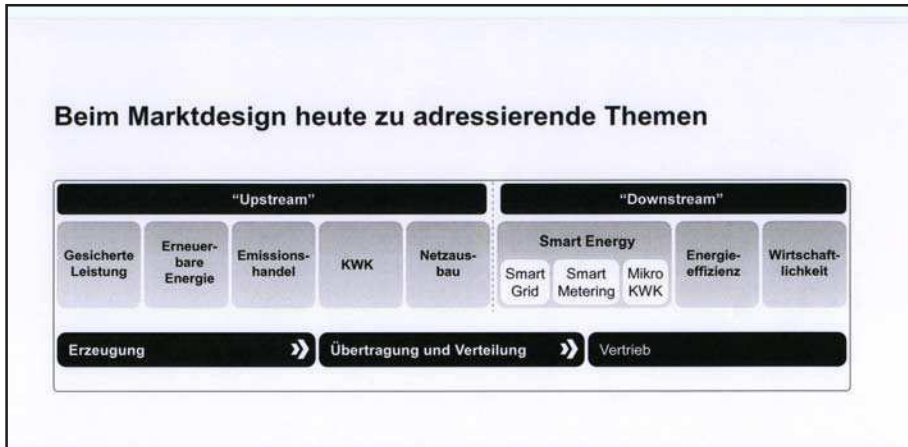 Beim Marktdesign heute zu adressierende Themen
"Upstream"
"Downstream"
Gesicherte
Leistung
Erneuer-
bare
Energie
Emissions-
handel
KWK
Netzaus-
bau
Smart Energy
Smart
Grid
Smart
Metering
Mikro
KWK
Energie-
effizienz
Wirtschaft-
lichkeit
Erzeugung
Übertragung und Verteilung
Vertrieb